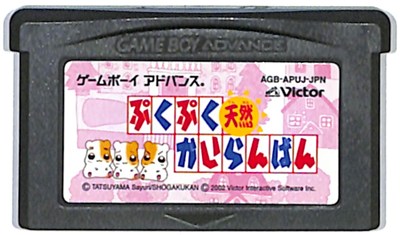 GAME BOY ADVANCE
ゲームボーイ アドバンス®
AGB-APUJ-JPN
Victor
ぷくぷく天然
かいらんばん
© TATSUYAMA Sayuri/SHOGAKUKAN © 2002 Victor Interactive Software Inc.